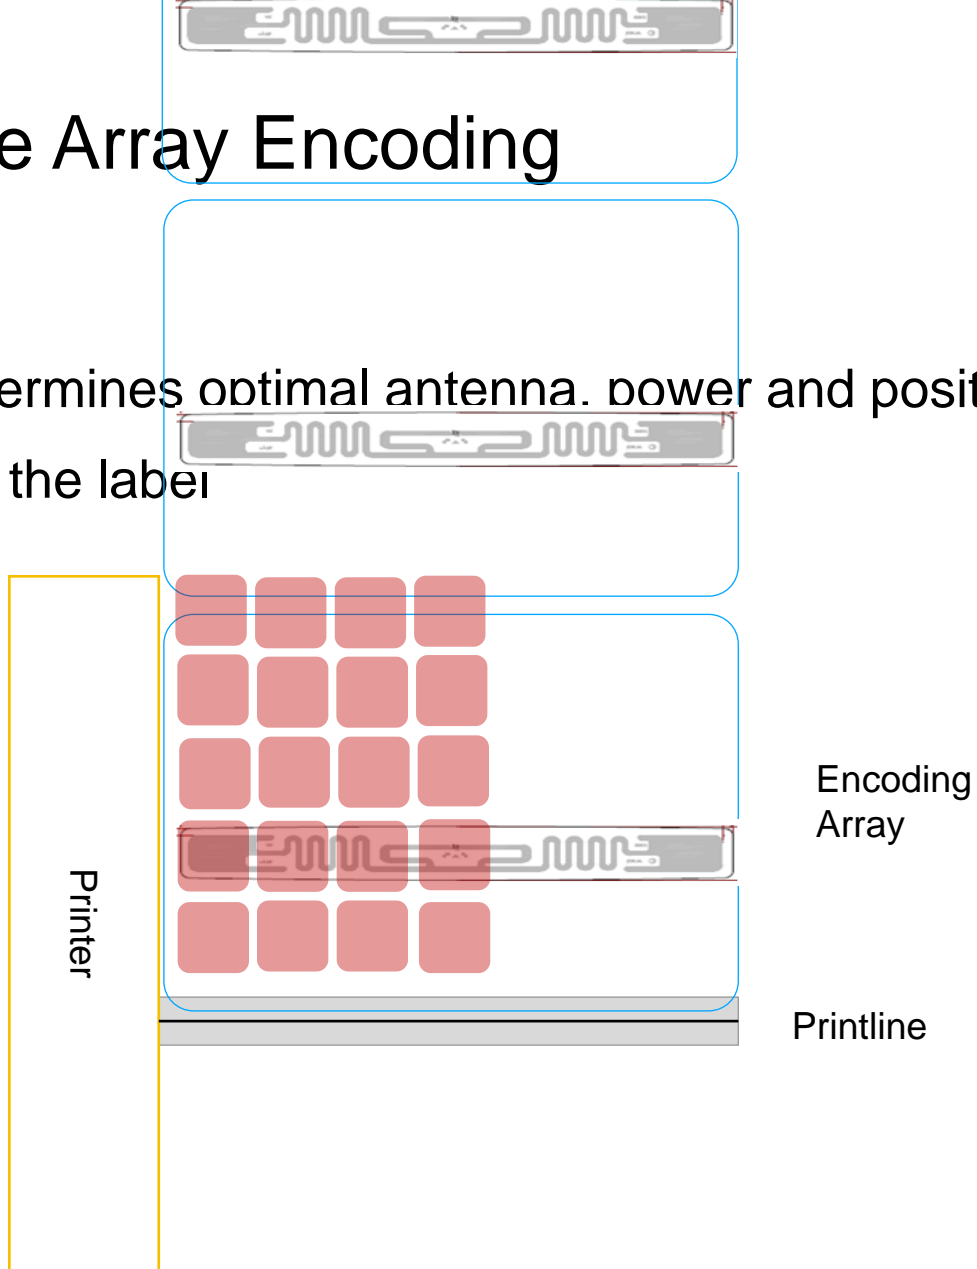 e Array Encoding
ermines optimal antenna, power and posit
the label
Encoding
Array
Printer
Printline